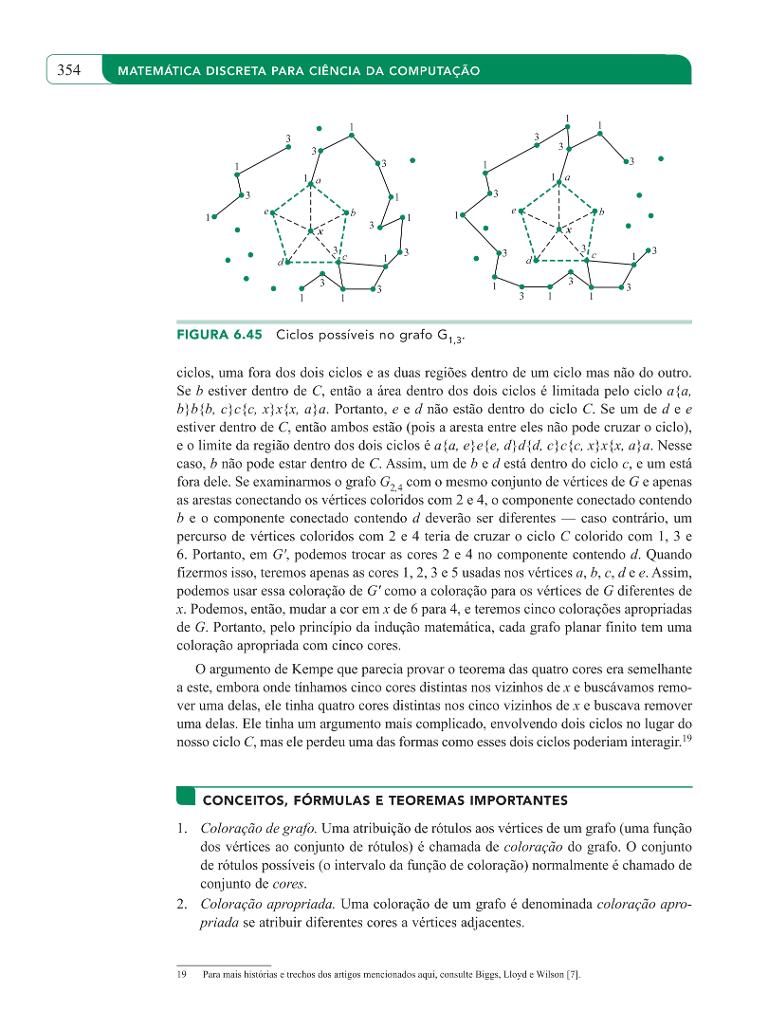 354
MATEMÁTICA DISCRETA PARA CIÊNCIA DA COMPUTAÇÃO
1
3
3
1
3
1 a
3
1
1
e
b
3
1
x
d
3
c
1
3
3
1
1
3
1
1
3
3
1
3
1 a
3
1
e
b
x
3
d
3
c
1
3
1
3
1
3
1
3
FIGURA 6.45 Ciclos possíveis no grafo G1,3.
ciclos, uma fora dos dois ciclos e as duas regiões dentro de um ciclo mas não do outro.
Se b estiver dentro de C, então a área dentro dos dois ciclos é limitada pelo ciclo a{a,
b}b{b, c}c{c, x}x{x, a}a. Portanto, e e d não estão dentro do ciclo C. Se um de d e e
estiver dentro de C, então ambos estão (pois a aresta entre eles não pode cruzar o ciclo),
e o limite da região dentro dos dois ciclos é a{a, e}e{e, d}d{d, c}c{c, x}x{x, a}a. Nesse
caso, b não pode estar dentro de C. Assim, um de b e d está dentro do ciclo c, e um está
fora dele. Se examinarmos o grafo G2,4 com o mesmo conjunto de vértices de G e apenas
as arestas conectando os vértices coloridos com 2 e 4, o componente conectado contendo
b e o componente conectado contendo d deverão ser diferentes — caso contrário, um
percurso de vértices coloridos com 2 e 4 teria de cruzar o ciclo C colorido com 1, 3 e
6. Portanto, em G′, podemos trocar as cores 2 e 4 no componente contendo d. Quando
fizermos isso, teremos apenas as cores 1, 2, 3 e 5 usadas nos vértices a, b, c, d e e. Assim,
podemos usar essa coloração de G′ como a coloração para os vértices de G diferentes de
x. Podemos, então, mudar a cor em x de 6 para 4, e teremos cinco colorações apropriadas
de G. Portanto, pelo princípio da indução matemática, cada grafo planar finito tem uma
coloração apropriada com cinco cores.
O argumento de Kempe que parecia provar o teorema das quatro cores era semelhante
a este, embora onde tínhamos cinco cores distintas nos vizinhos de x e buscávamos remo-
ver uma delas, ele tinha quatro cores distintas nos cinco vizinhos de x e buscava remover
uma delas. Ele tinha um argumento mais complicado, envolvendo dois ciclos no lugar do
nosso ciclo C, mas ele perdeu uma das formas como esses dois ciclos poderiam interagir.19
CONCEITOS, FÓRMULAS E TEOREMAS IMPORTANTES
1. Coloração de grafo. Uma atribuição de rótulos aos vértices de um grafo (uma função
dos vértices ao conjunto de rótulos) é chamada de coloração do grafo. O conjunto
de rótulos possíveis (o intervalo da função de coloração) normalmente é chamado de
conjunto de cores.
2. Coloração apropriada. Uma coloração de um grafo é denominada coloração apro-
priada se atribuir diferentes cores a vértices adjacentes.
19 Para mais histórias e trechos dos artigos mencionados aqui, consulte Biggs, Lloyd e Wilson [7].